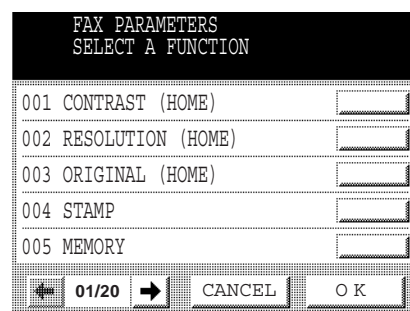 FAX PARAMETERS
SELECT A FUNCTION
001 CONTRAST (HOME)
002 RESOLUTION (HOME)
003 ORIGINAL (HOME)
004 STAMP
005 MEMORY
01/20 CANCEL OK